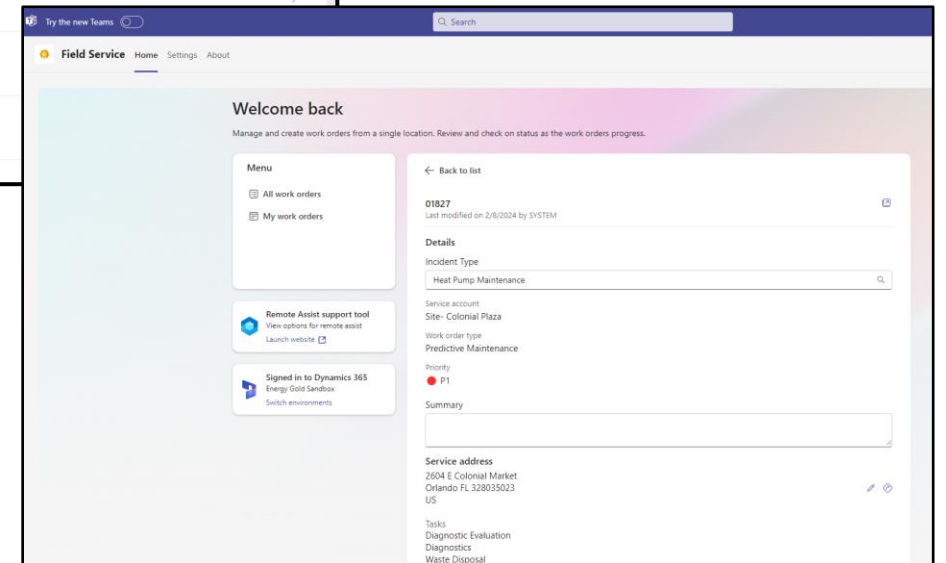 Try the new Teams
Search
Field Service Home Settings About
Welcome back
Manage and create work orders from a single location. Review and check on status as the work orders progress.
Menu
All work orders
My work orders
Remote Assist support tool
View options for remote assist
Launch website
Signed in to Dynamics 365
Energy Gold Sandbox
Switch environments
Back to list
01827
Last modified on 2/8/2024 by SYSTEM
Details
Incident Type
Heat Pump Maintenance
Service account
Site- Colonial Plaza
Work order type
Predictive Maintenance
Priority
P1
Summary
Service address
2604 E Colonial Market
Orlando FL 328035023
US
Tasks
Diagnostic Evaluation
Diagnostics
Waste Disposal